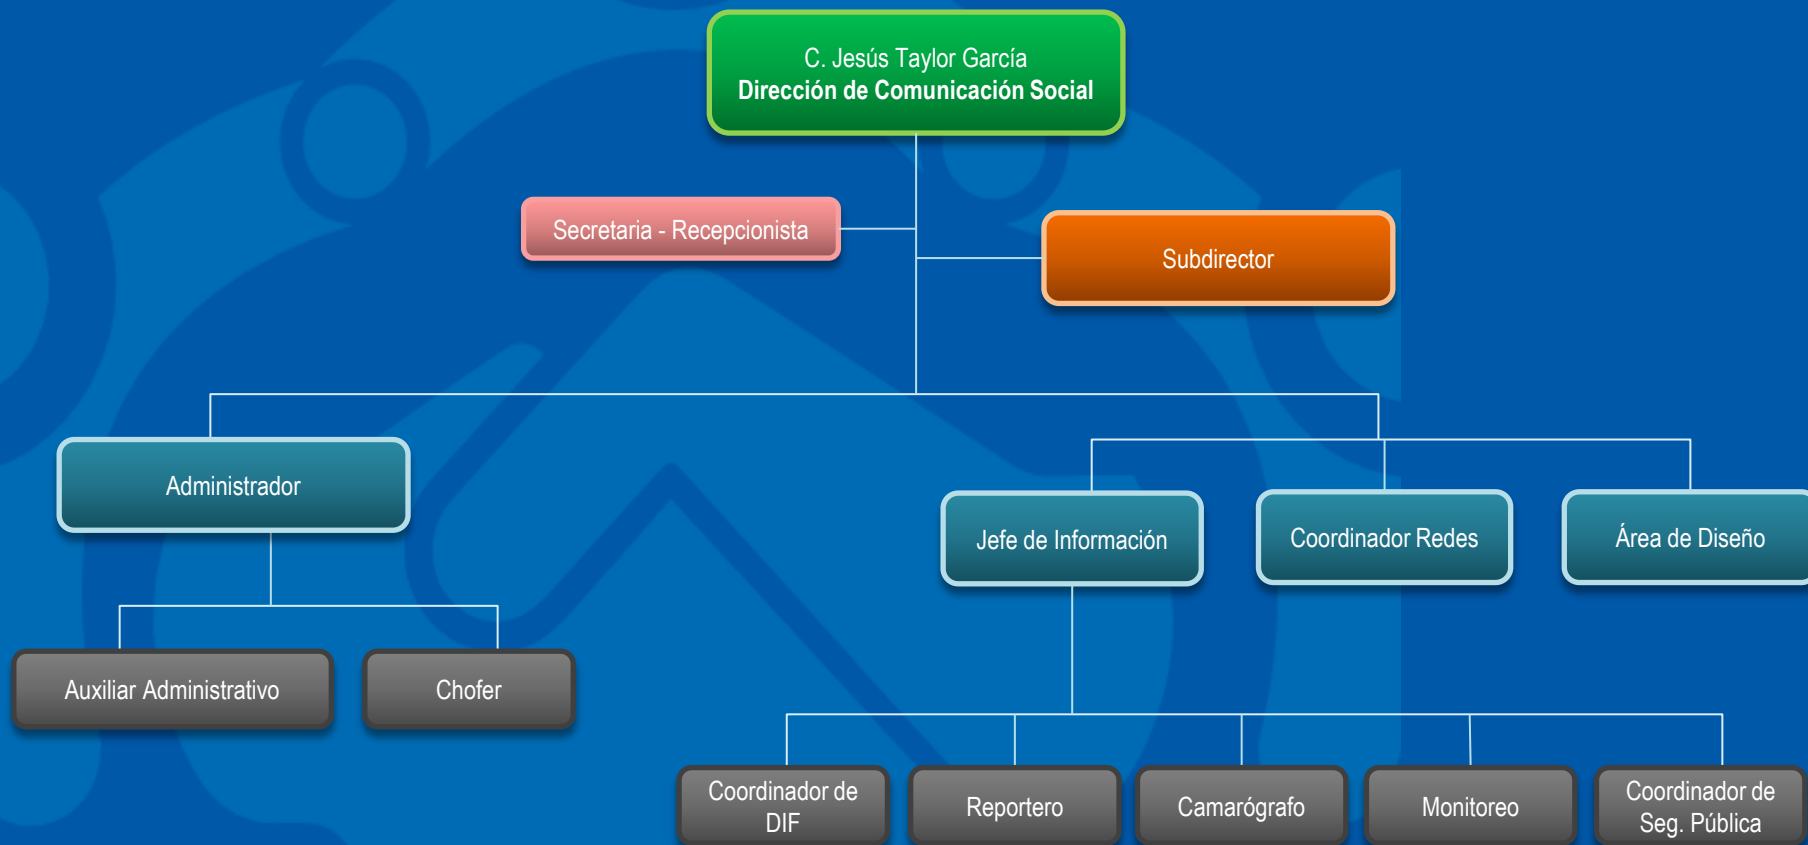 C. Jesús Taylor García
Dirección de Comunicación Social
Secretaria - Recepcionista
Subdirector
Administrador
Jefe de Información
Coordinador Redes
Área de Diseño
Auxiliar Administrativo
Chofer
Coordinador de
DIF
Reportero
Camarógrafo
Monitoreo
Coordinador de
Seg. Pública